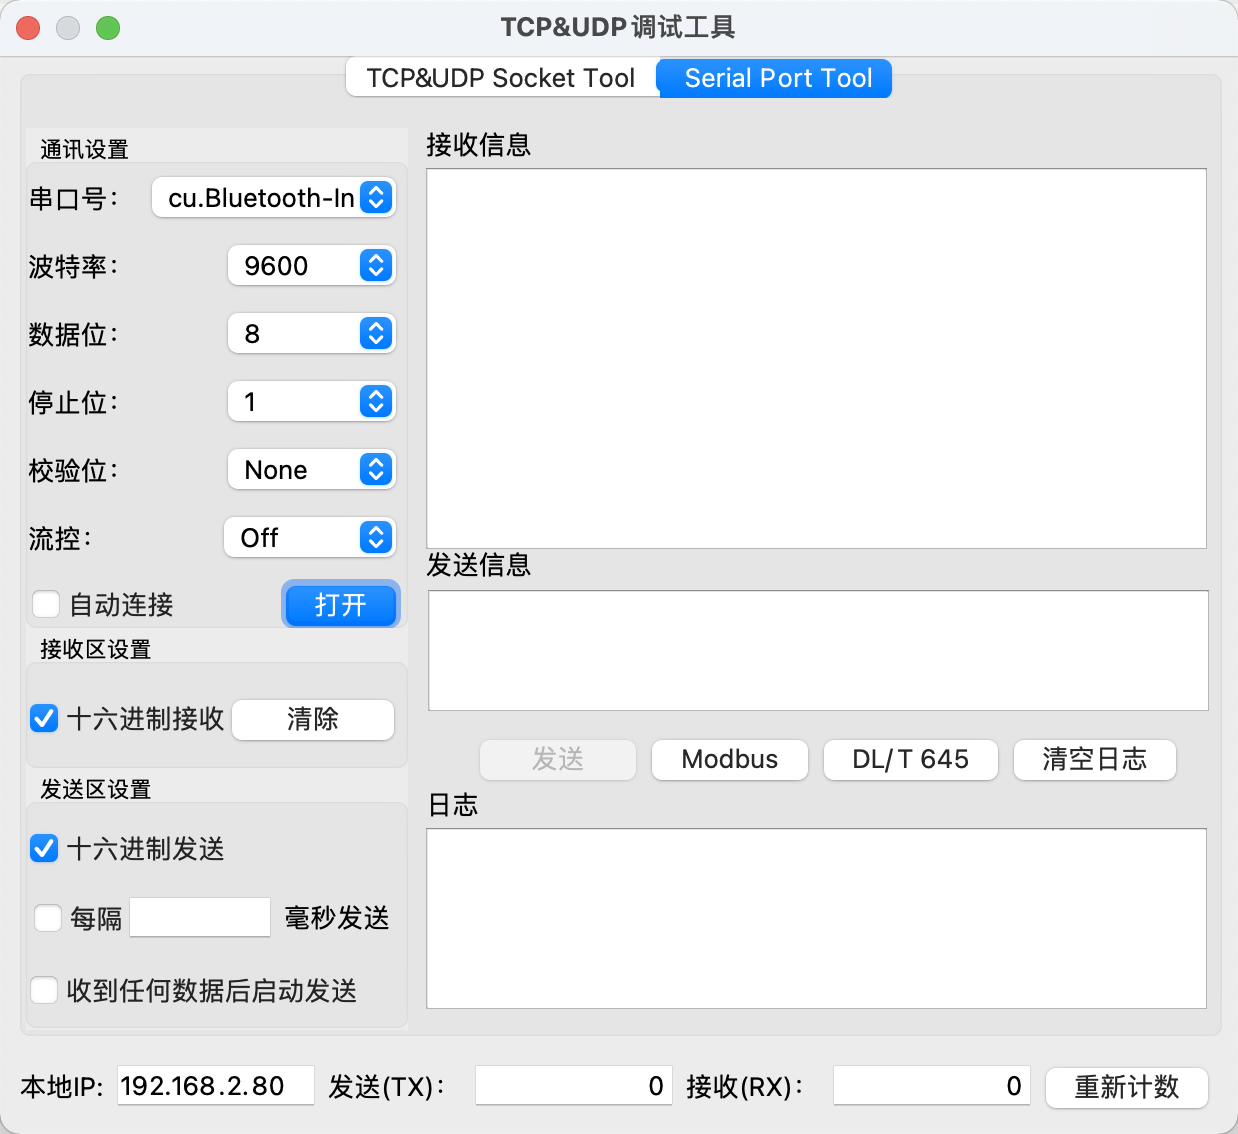 TCP&UDP调试工具
TCP&UDP Socket Tool
Serial Port Tool
通讯设置
串口号：
cu.Bluetooth-In
波特率：
9600
数据位：
8
停止位：
1
校验位：
None
流控：
Off
自动连接
打开
接收区设置
十六进制接收
清除
发送区设置
十六进制发送
每隔
毫秒发送
收到任何数据后启动发送
接收信息
发送信息
发送
Modbus
DL/T 645
清空日志
日志
本地IP:
192.168.2.80
发送(TX)：
0
接收(RX)：
0
重新计数